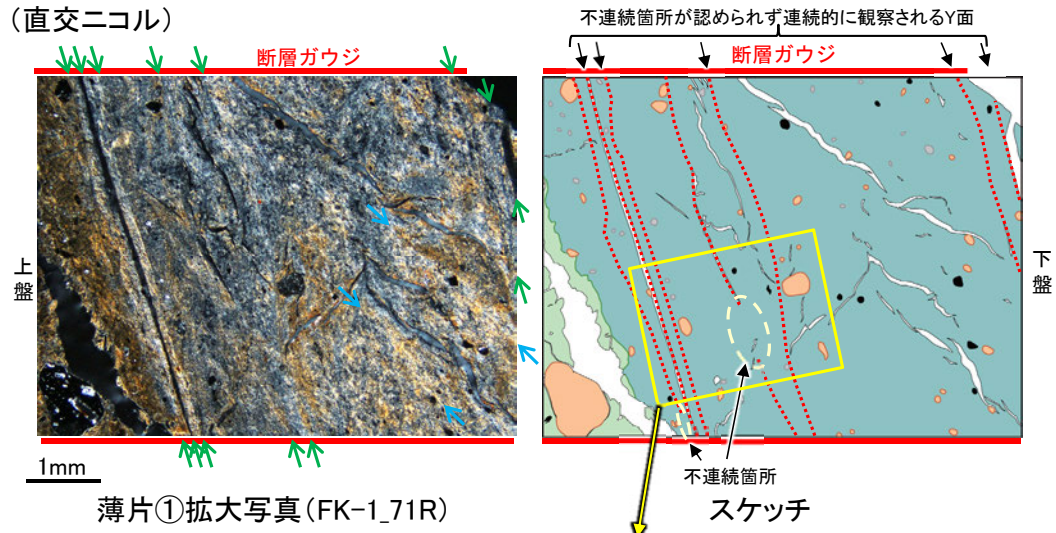 (直交ニコル)
不連続箇所が認められず連続的に観察されるY面
断層ガウジ
断層ガウジ
上盤
下盤
1mm
不連続箇所
薄片①拡大写真(FK-1_71R)
スケッチ